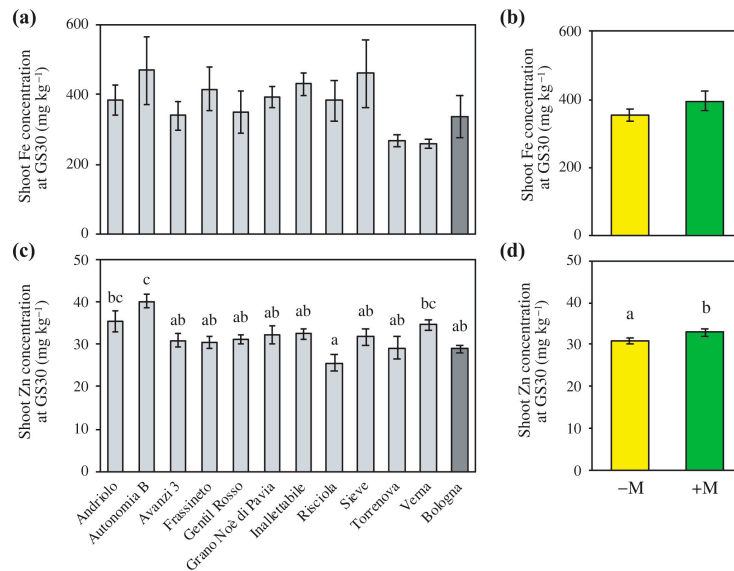 (a)
Shoot Fe concentration
at GS30 (mg kg⁻¹)
600
400
200
0
(b)
Shoot Fe concentration
at GS30 (mg kg⁻¹)
600
400
200
0
(c)
Shoot Zn concentration
at GS30 (mg kg⁻¹)
50
40
30
20
10
0
bc c ab ab ab ab ab a ab ab bc ab
Andriolo
Autonomia B
Avanzi 3
Frassineto
Gentil Rosso
Grano Noè di Pavia
Inallettabile
Risciola
Sieve
Torrenova
Verna
Bologna
(d)
Shoot Zn concentration
at GS30 (mg kg⁻¹)
50
40
30
20
10
0
a b
−M +M